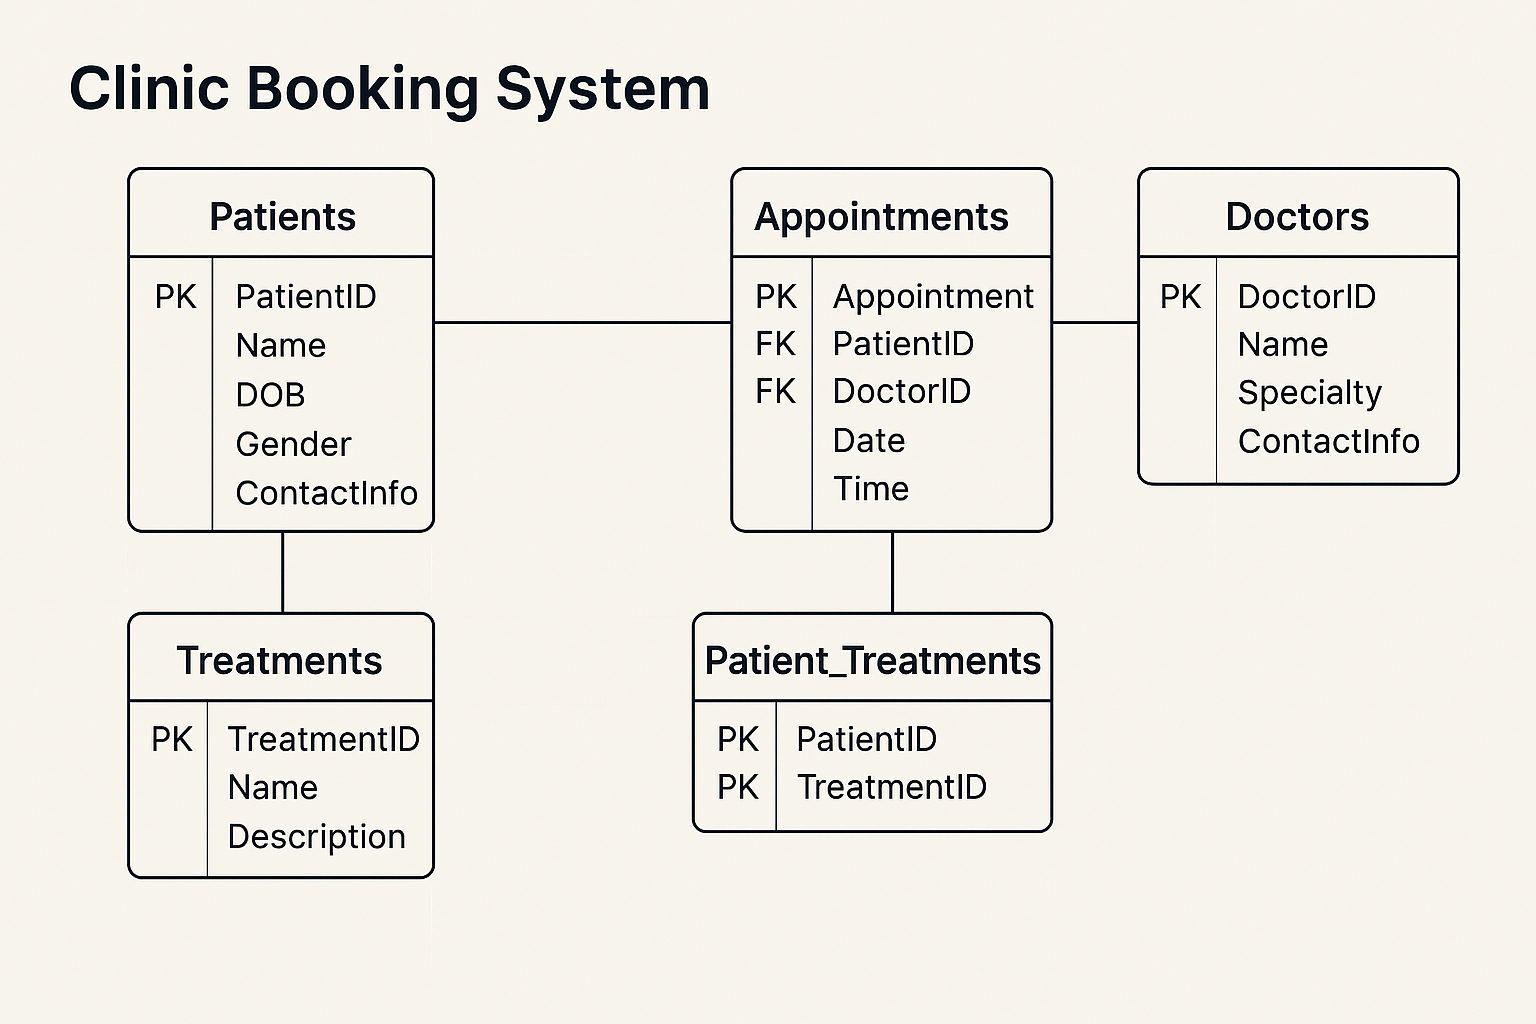 Clinic Booking System
Patients
PK PatientID
Name
DOB
Gender
ContactInfo
Appointments
PK Appointment
FK PatientID
FK DoctorID
Date
Time
Doctors
PK DoctorID
Name
Specialty
ContactInfo
Treatments
PK TreatmentID
Name
Description
Patient_Treatments
PK PatientID
PK TreatmentID